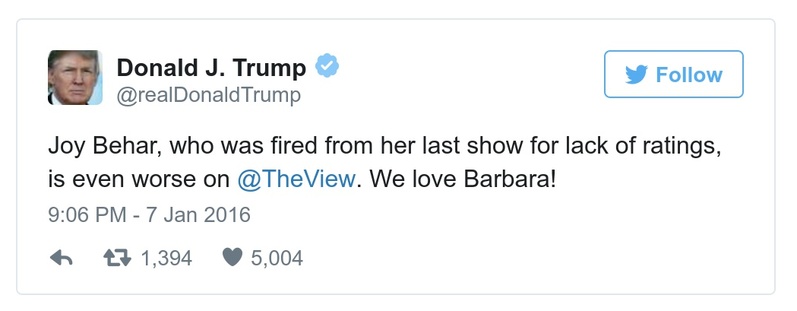 Donald J. Trump
@realDonaldTrump
Follow
Joy Behar, who was fired from her last show for lack of ratings,
is even worse on @TheView. We love Barbara!
9:06 PM - 7 Jan 2016
1,394 5,004